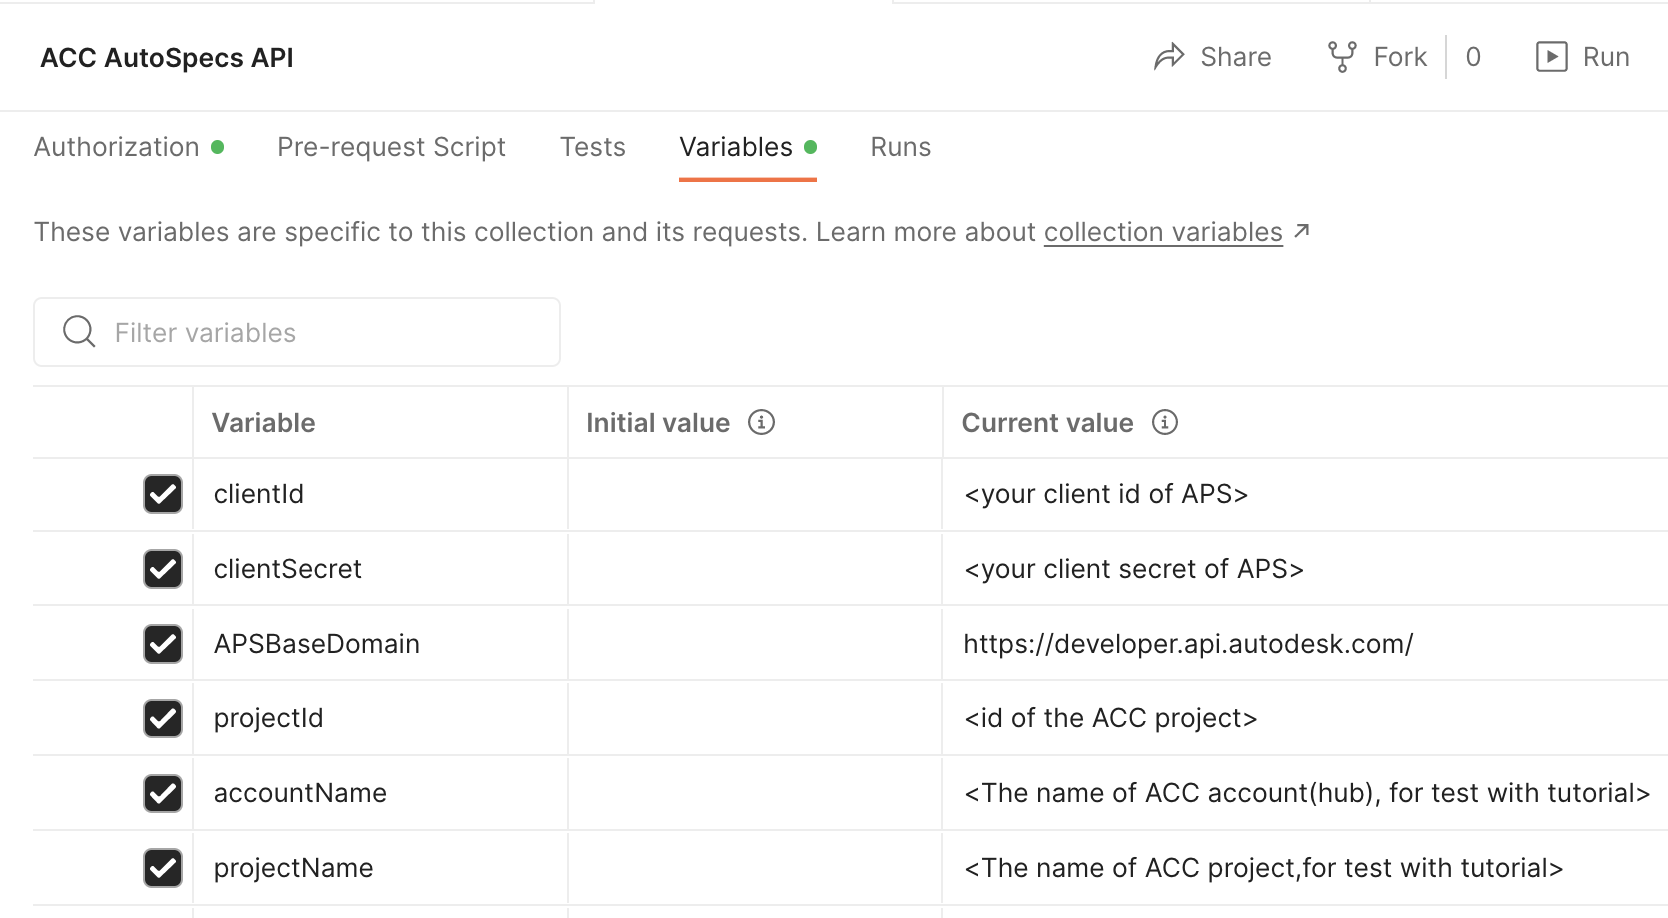 ACC AutoSpecs API
Share
Fork
0
Run
Authorization
Pre-request Script
Tests
Variables
Runs
These variables are specific to this collection and its requests. Learn more about collection variables ↗
Filter variables
Variable
Initial value
Current value
clientId
<your client id of APS>
clientSecret
<your client secret of APS>
APSBaseDomain
https://developer.api.autodesk.com/
projectId
<id of the ACC project>
accountName
<The name of ACC account(hub), for test with tutorial>
projectName
<The name of ACC project,for test with tutorial>